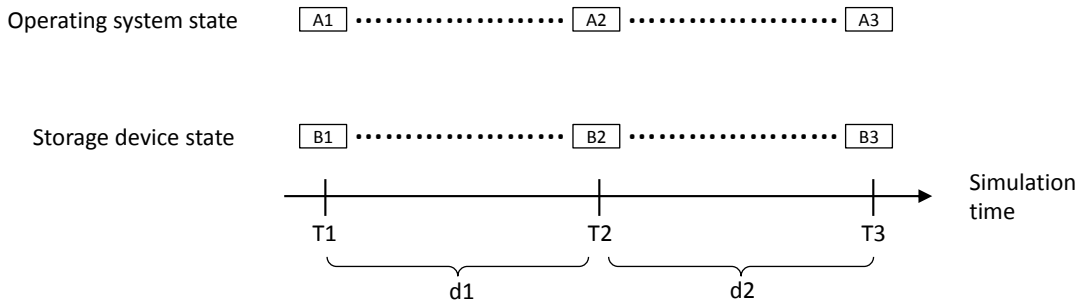 Operating system state A1 A2 A3
Storage device state B1 B2 B3
Simulation
time
T1 T2 T3
d1 d2